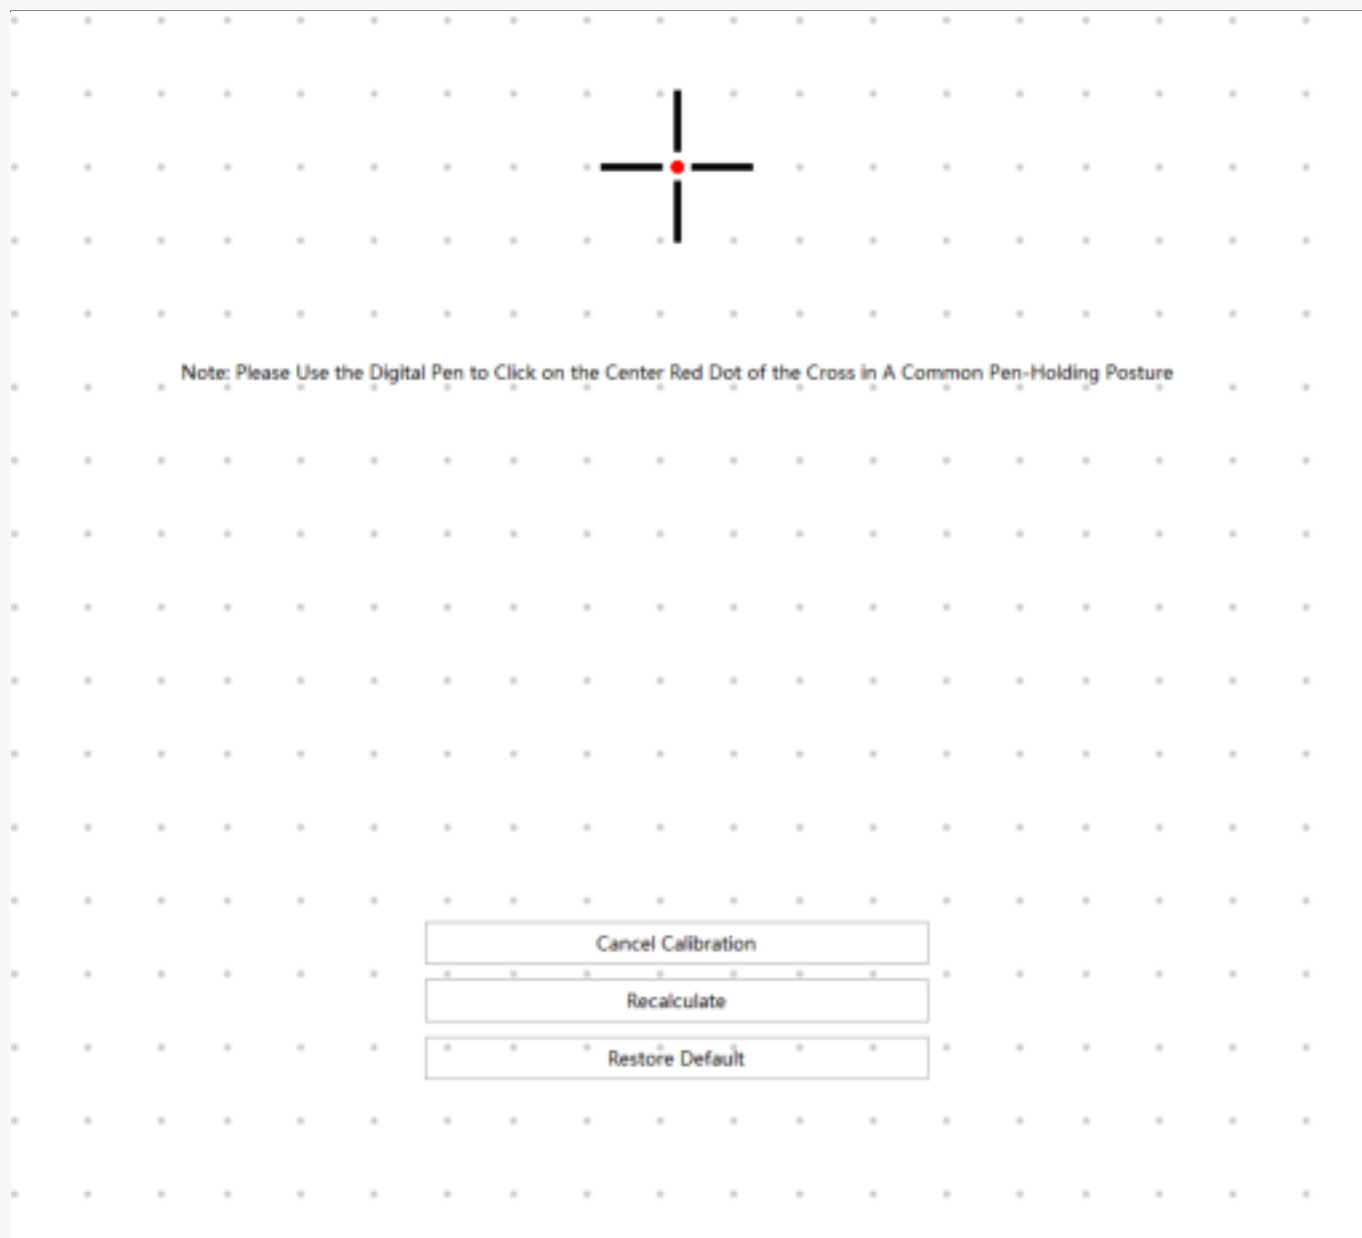 Note: Please Use the Digital Pen to Click on the Center Red Dot of the Cross in A Common Pen-Holding Posture
Cancel Calibration
Recalculate
Restore Default